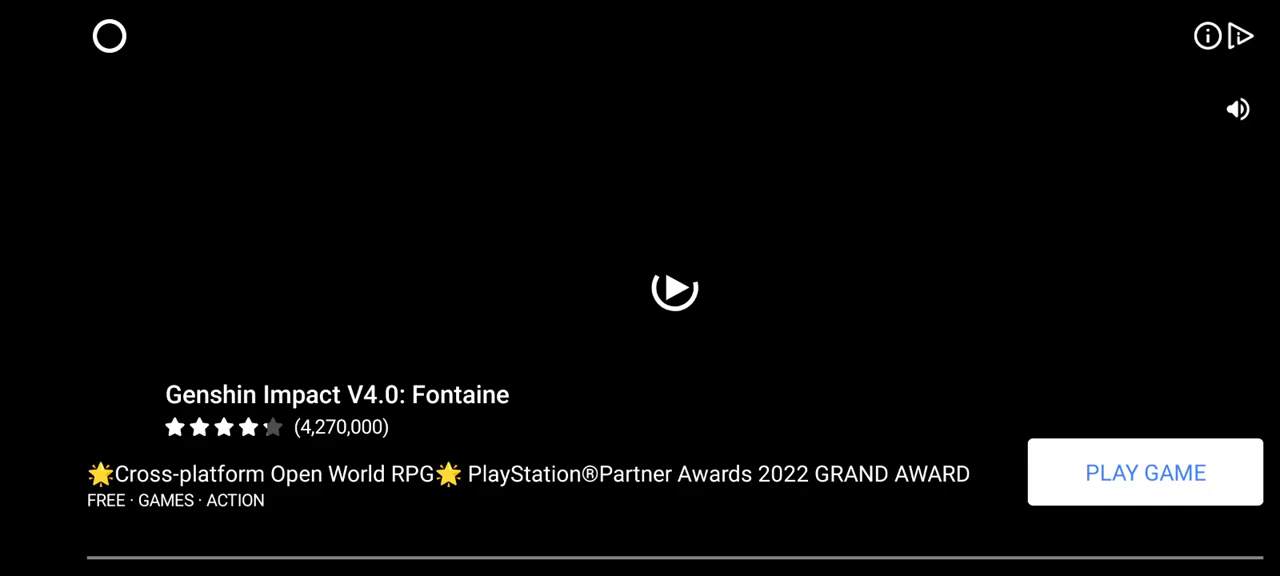 Genshin Impact V4.0: Fontaine
(4,270,000)
🌟Cross-platform Open World RPG🌟 PlayStation®Partner Awards 2022 GRAND AWARD
PLAY GAME
FREE · GAMES · ACTION